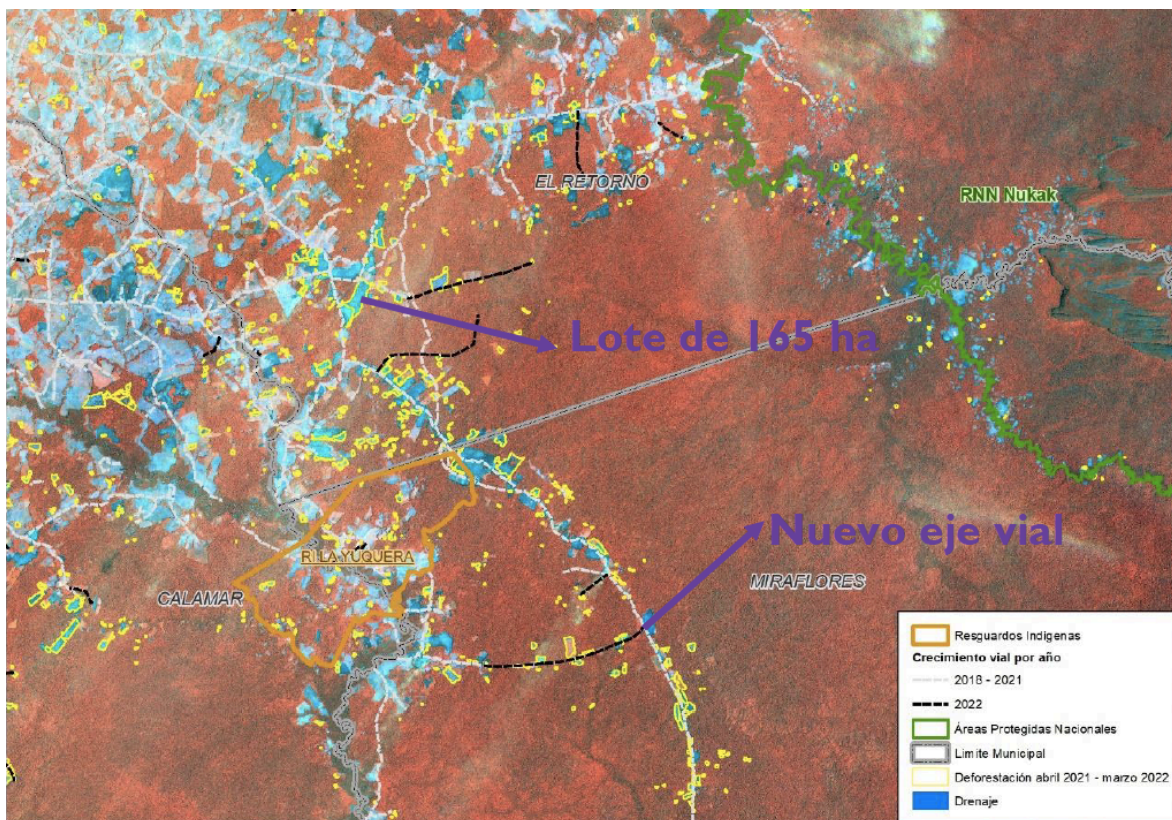 EL RETORNO
RNN Nukak
Lote de 165 ha
Nuevo eje vial
RI LA YUQUERA
CALAMAR
MIRAFLORES
Resguardos Indigenas
Crecimiento vial por año
2018 - 2021
2022
Áreas Protegidas Nacionales
Limite Municipal
Deforestación abril 2021 - marzo 2022
Drenaje